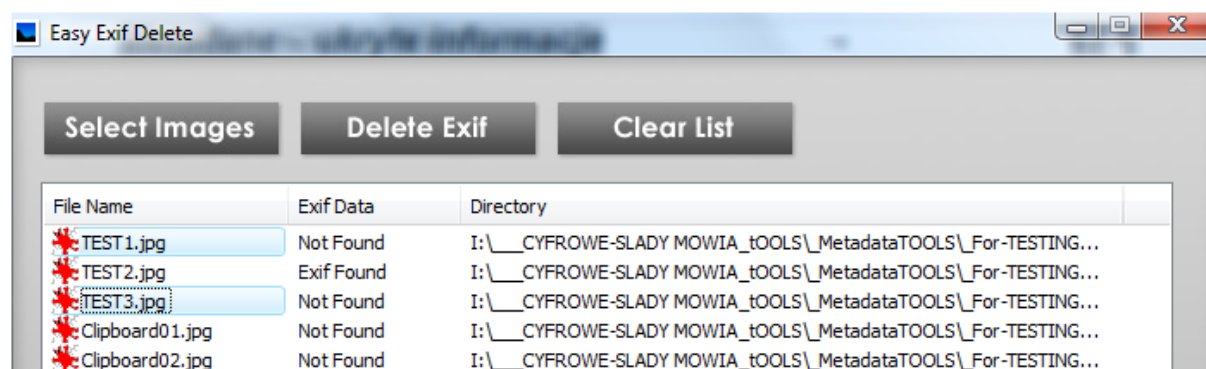 Easy Exif Delete
Select Images Delete Exif Clear List
File Name Exif Data Directory
TEST1.jpg Not Found I:\___CYFROWE-SLADY MOWIA_tOOLS\_MetadataTOOLS\_For-TESTING...
TEST2.jpg Exif Found I:\___CYFROWE-SLADY MOWIA_tOOLS\_MetadataTOOLS\_For-TESTING...
TEST3.jpg Not Found I:\___CYFROWE-SLADY MOWIA_tOOLS\_MetadataTOOLS\_For-TESTING...
Clipboard01.jpg Not Found I:\___CYFROWE-SLADY MOWIA_tOOLS\_MetadataTOOLS\_For-TESTING...
Clipboard02.jpg Not Found I:\___CYFROWE-SLADY MOWIA_tOOLS\_MetadataTOOLS\_For-TESTING...